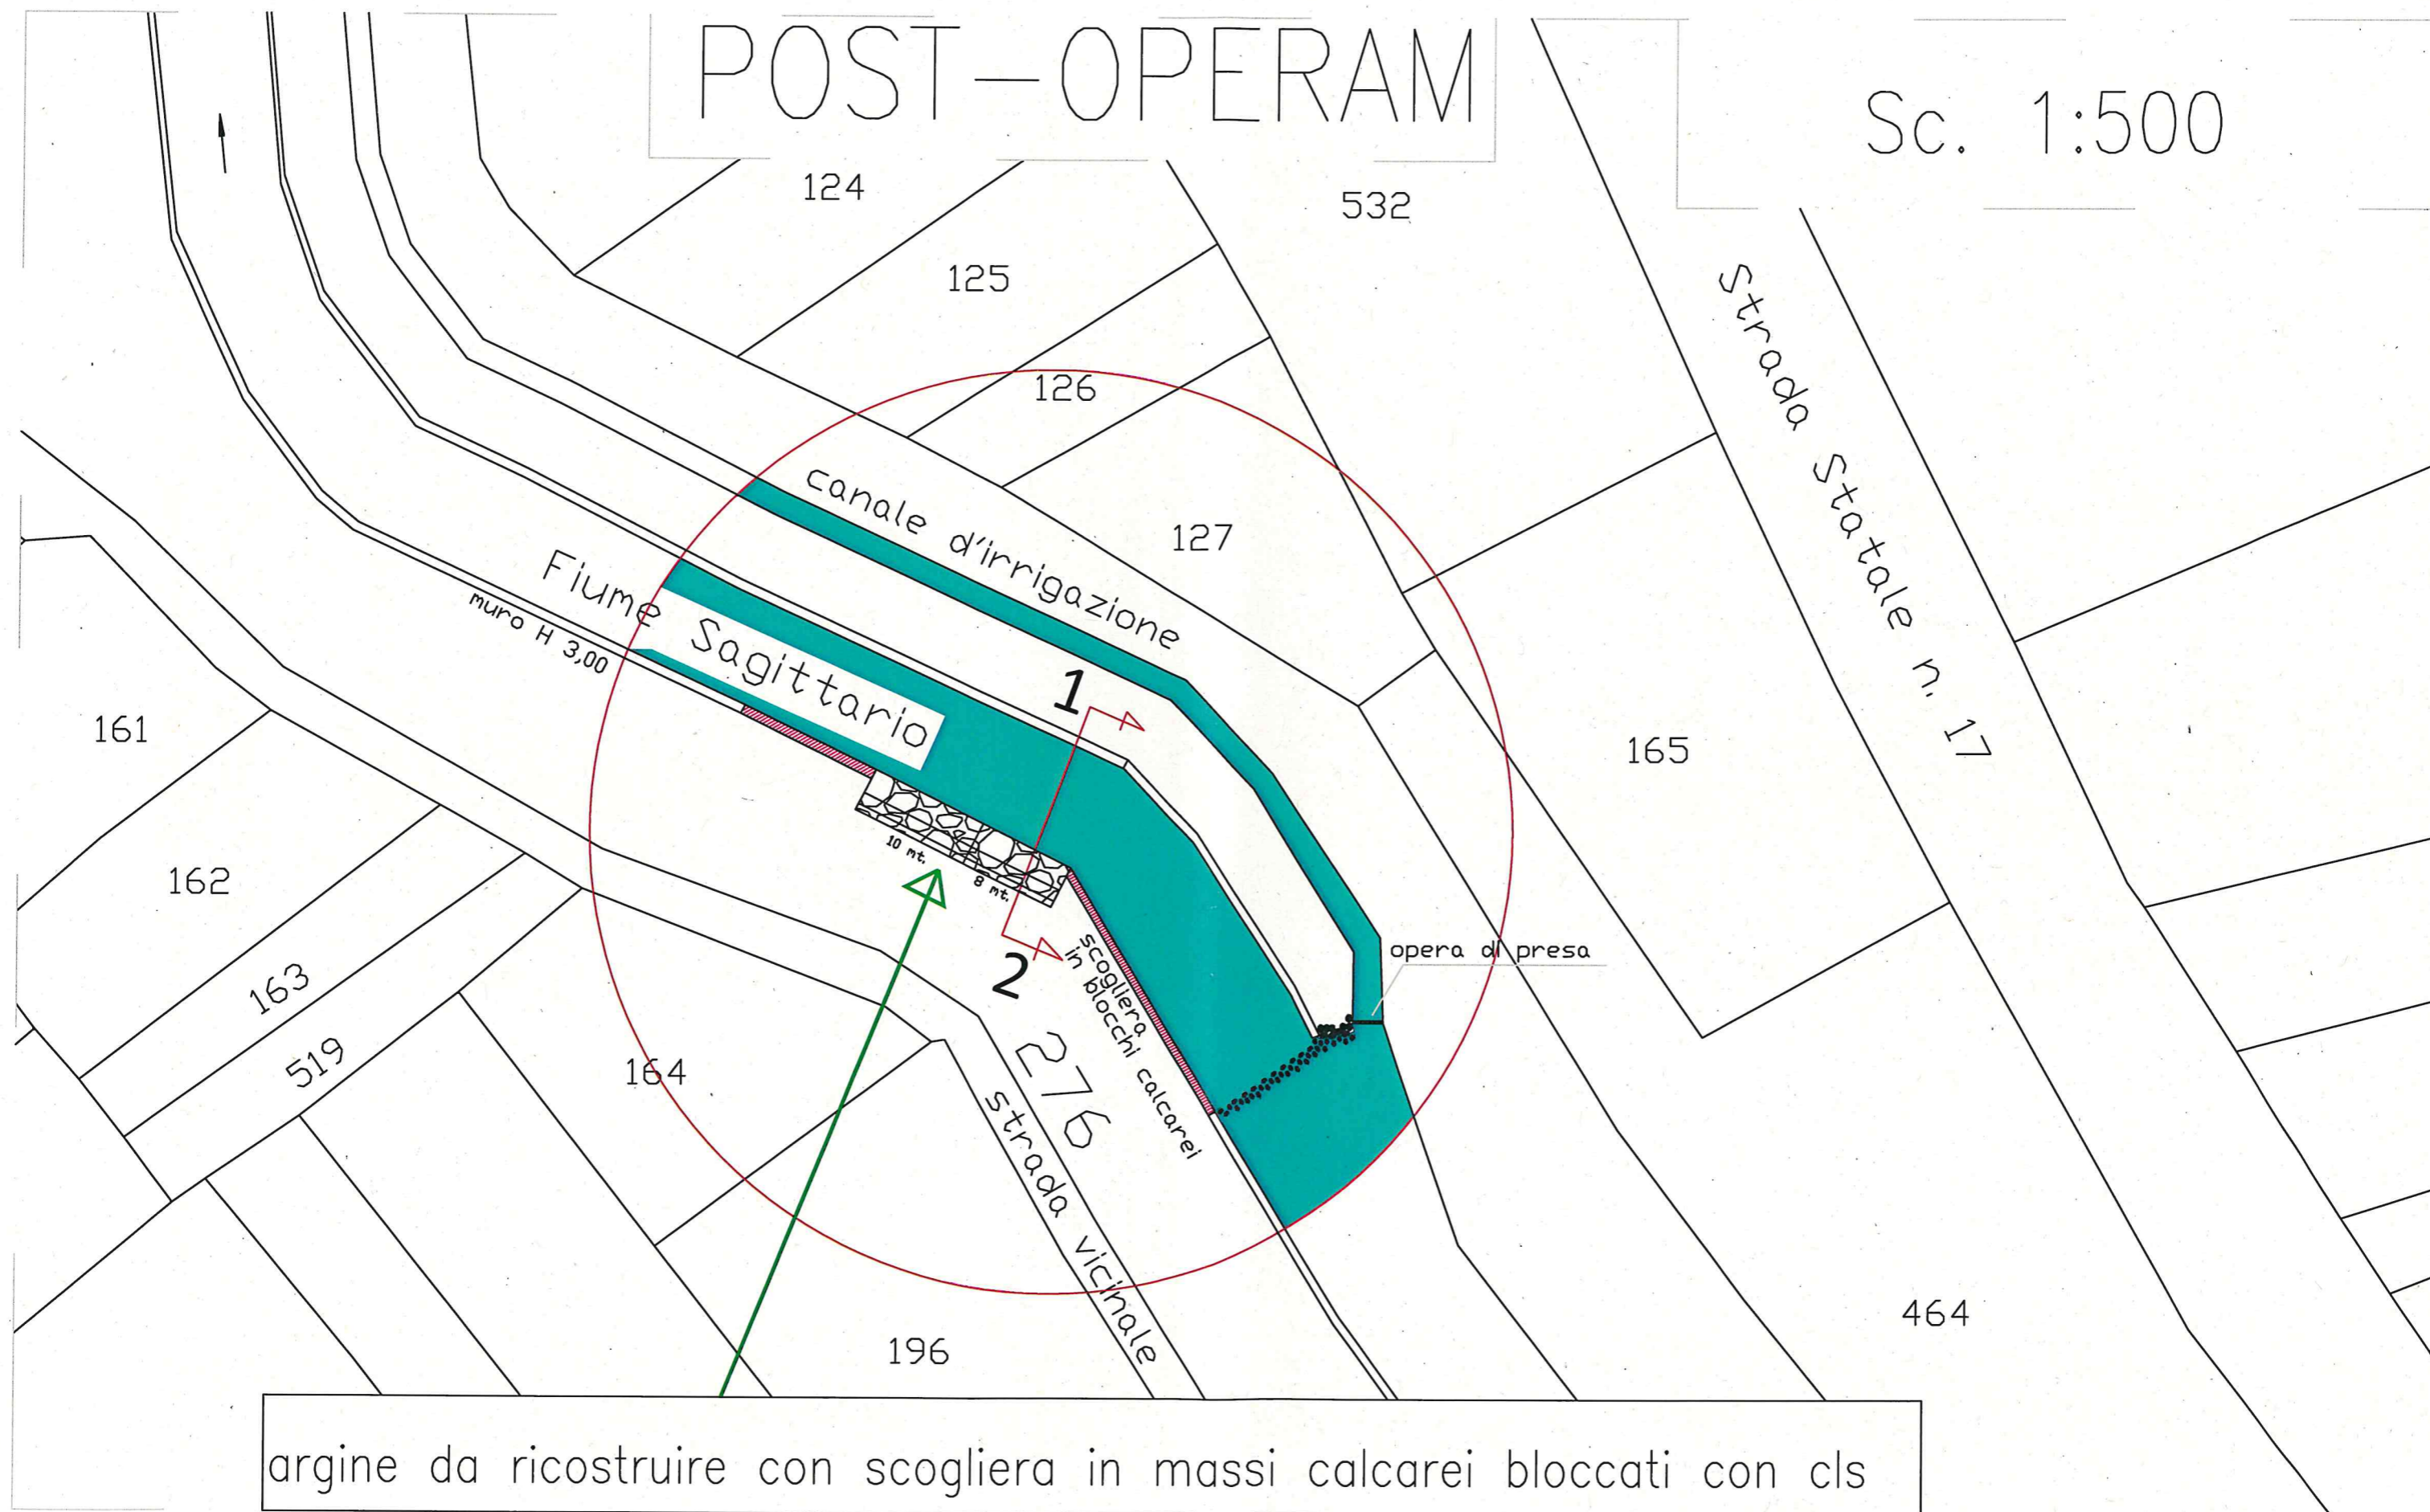 POST-OPERAM
Sc. 1:500
124
532
125
126
Strada Statale n. 17
canale d'irrigazione
127
Fiume Sagittario
muro H 3,00
1
161
165
162
10 mt.
8 mt.
2
scogliera
in blocchi calcarei
opera di presa
163
519
164
276
strada vicinale
464
196
argine da ricostruire con scogliera in massi calcarei bloccati con cls